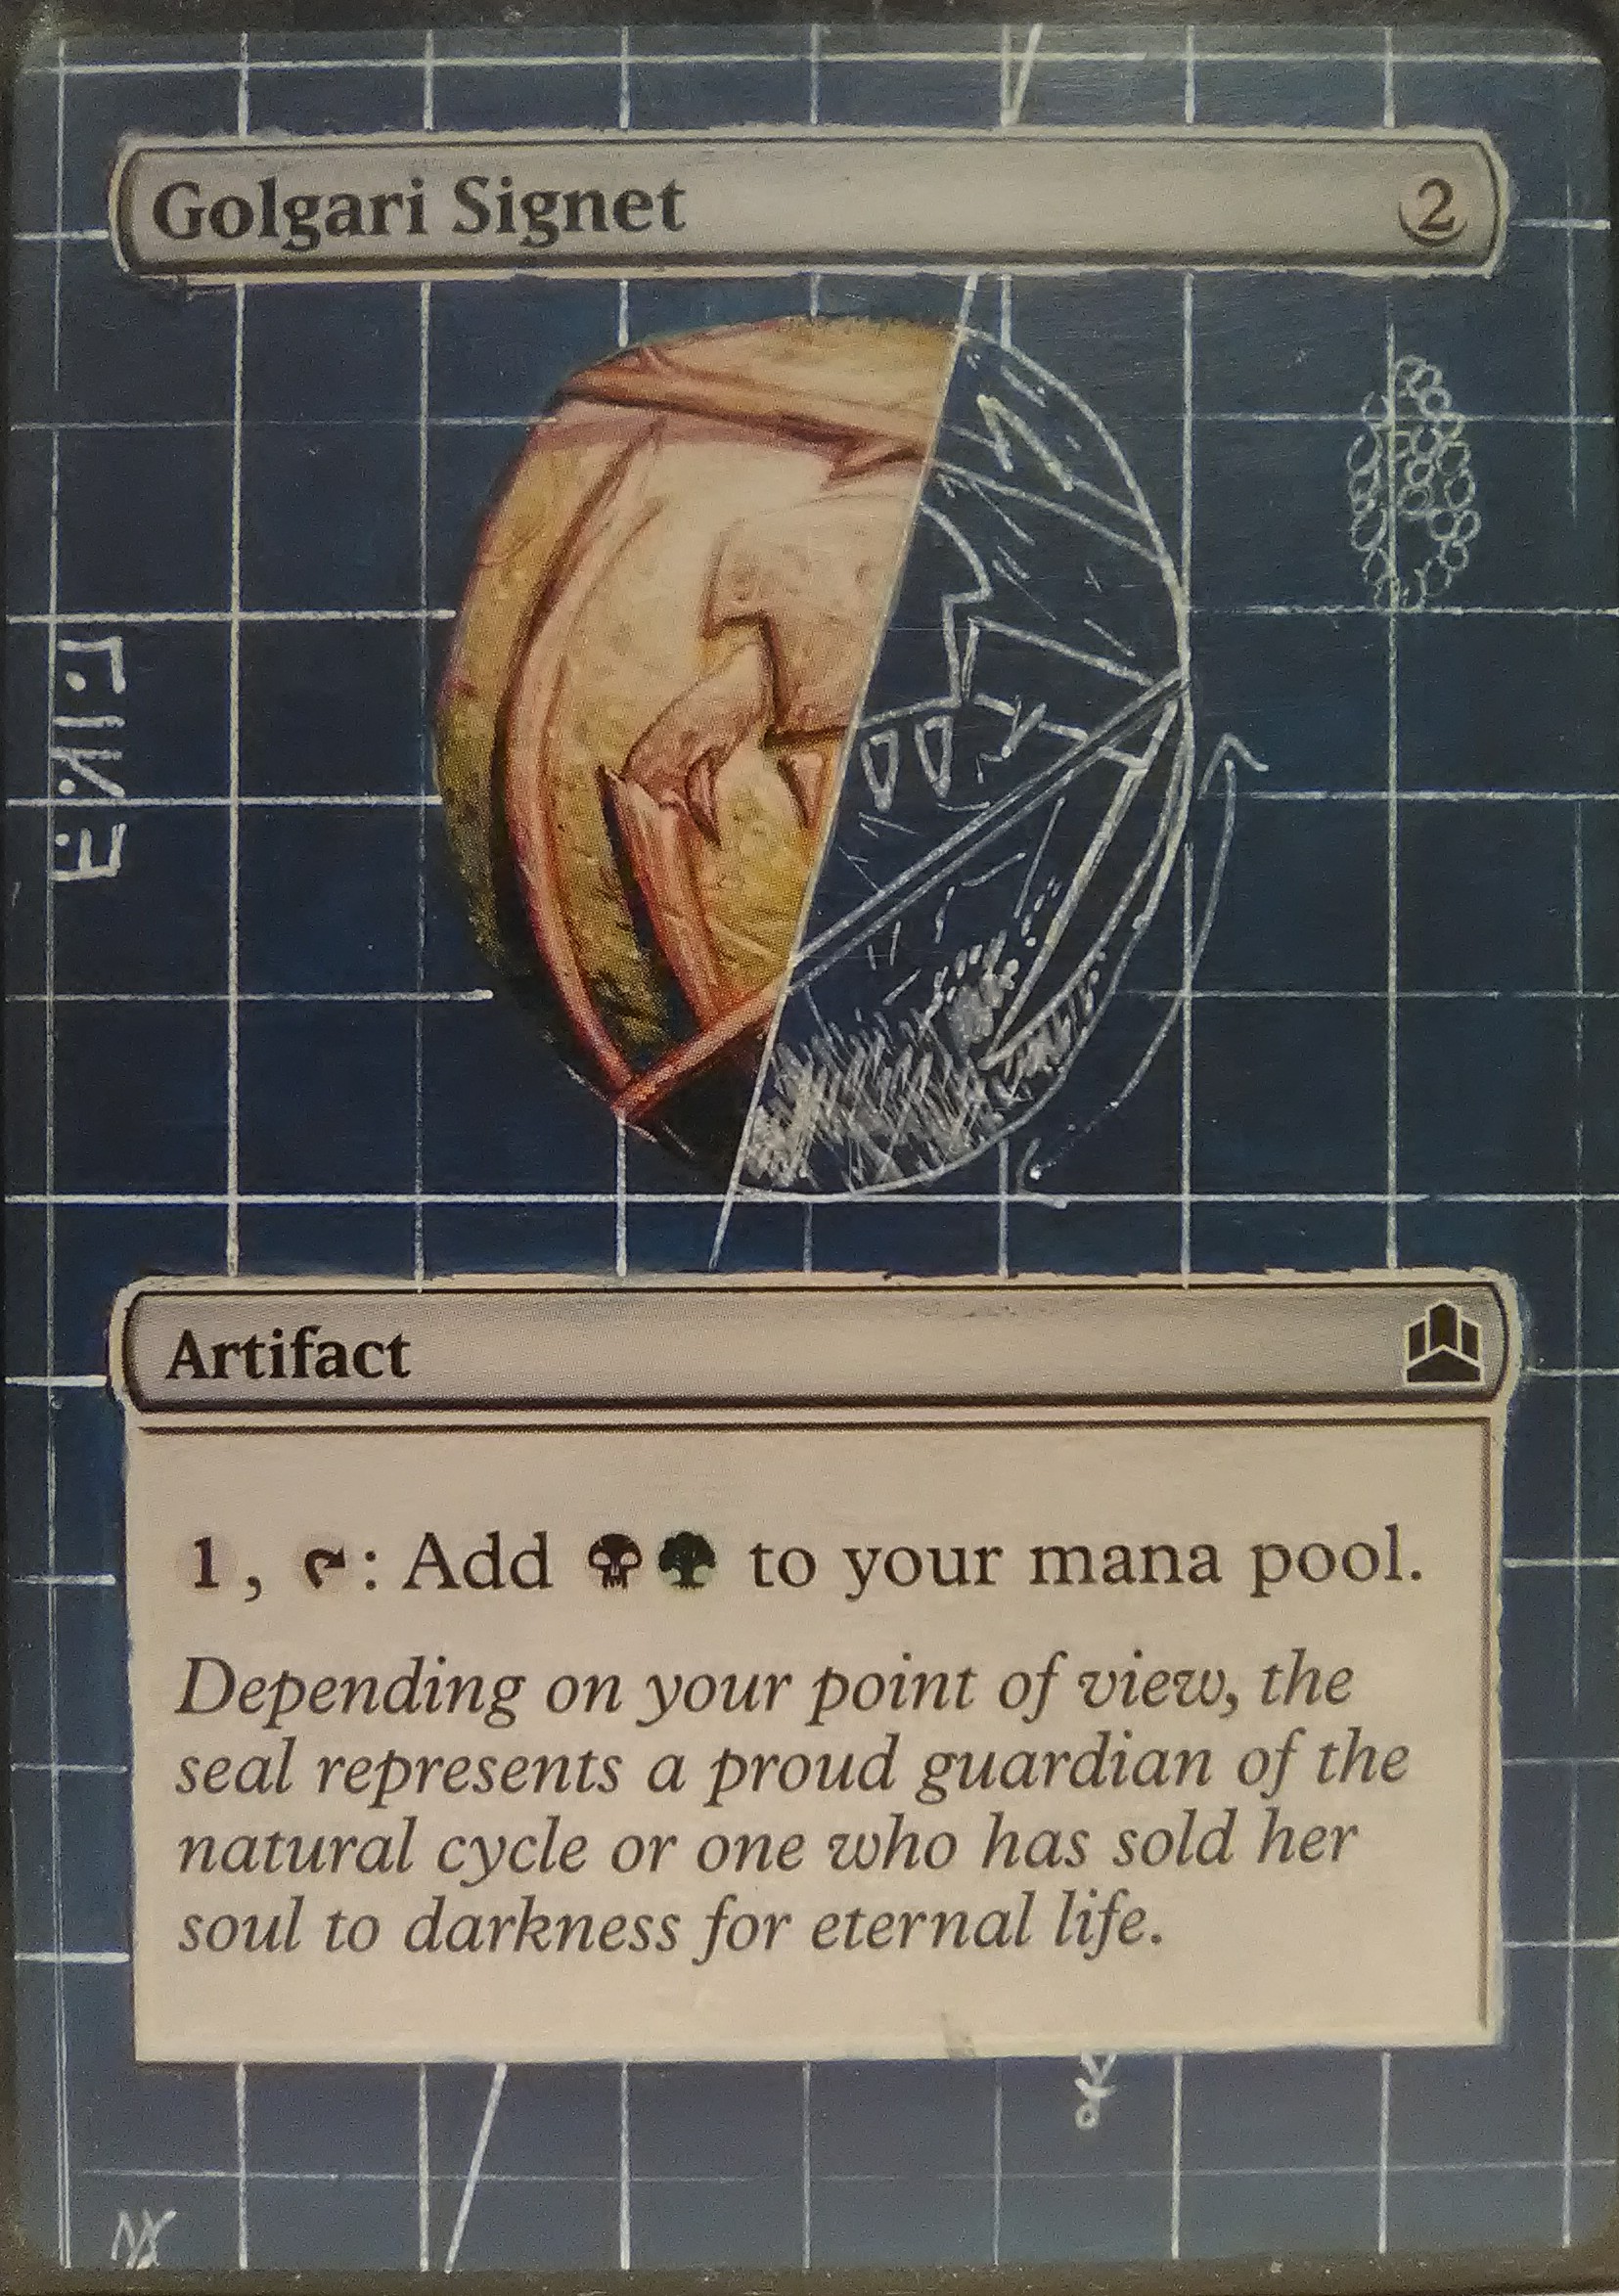 Golgari Signet 2
Artifact
1, : Add to your mana pool.
Depending on your point of view, the
seal represents a proud guardian of the
natural cycle or one who has sold her
soul to darkness for eternal life.